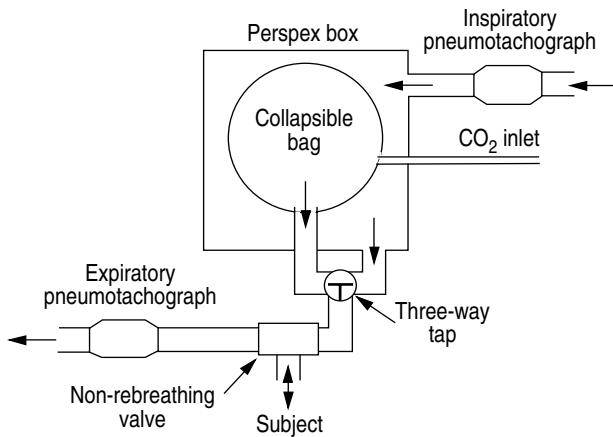 Perspex box
Inspiratory
pneumotachograph
Collapsible
bag
CO₂ inlet
Expiratory
pneumotachograph
Three-way
tap
Non-rebreathing
valve
Subject